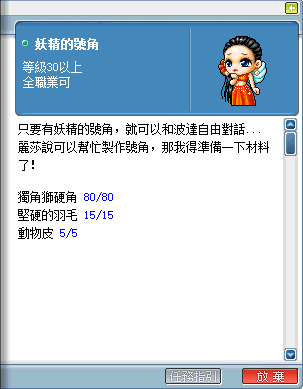 妖精的號角
等級30以上
全職業可
只要有妖精的號角，就可以和波達自由對話...
麗莎說可以幫忙製作號角，那我得準備一下材料
了！
獨角獅硬角 80/80
堅硬的羽毛 15/15
動物皮 5/5
任務指引
放棄